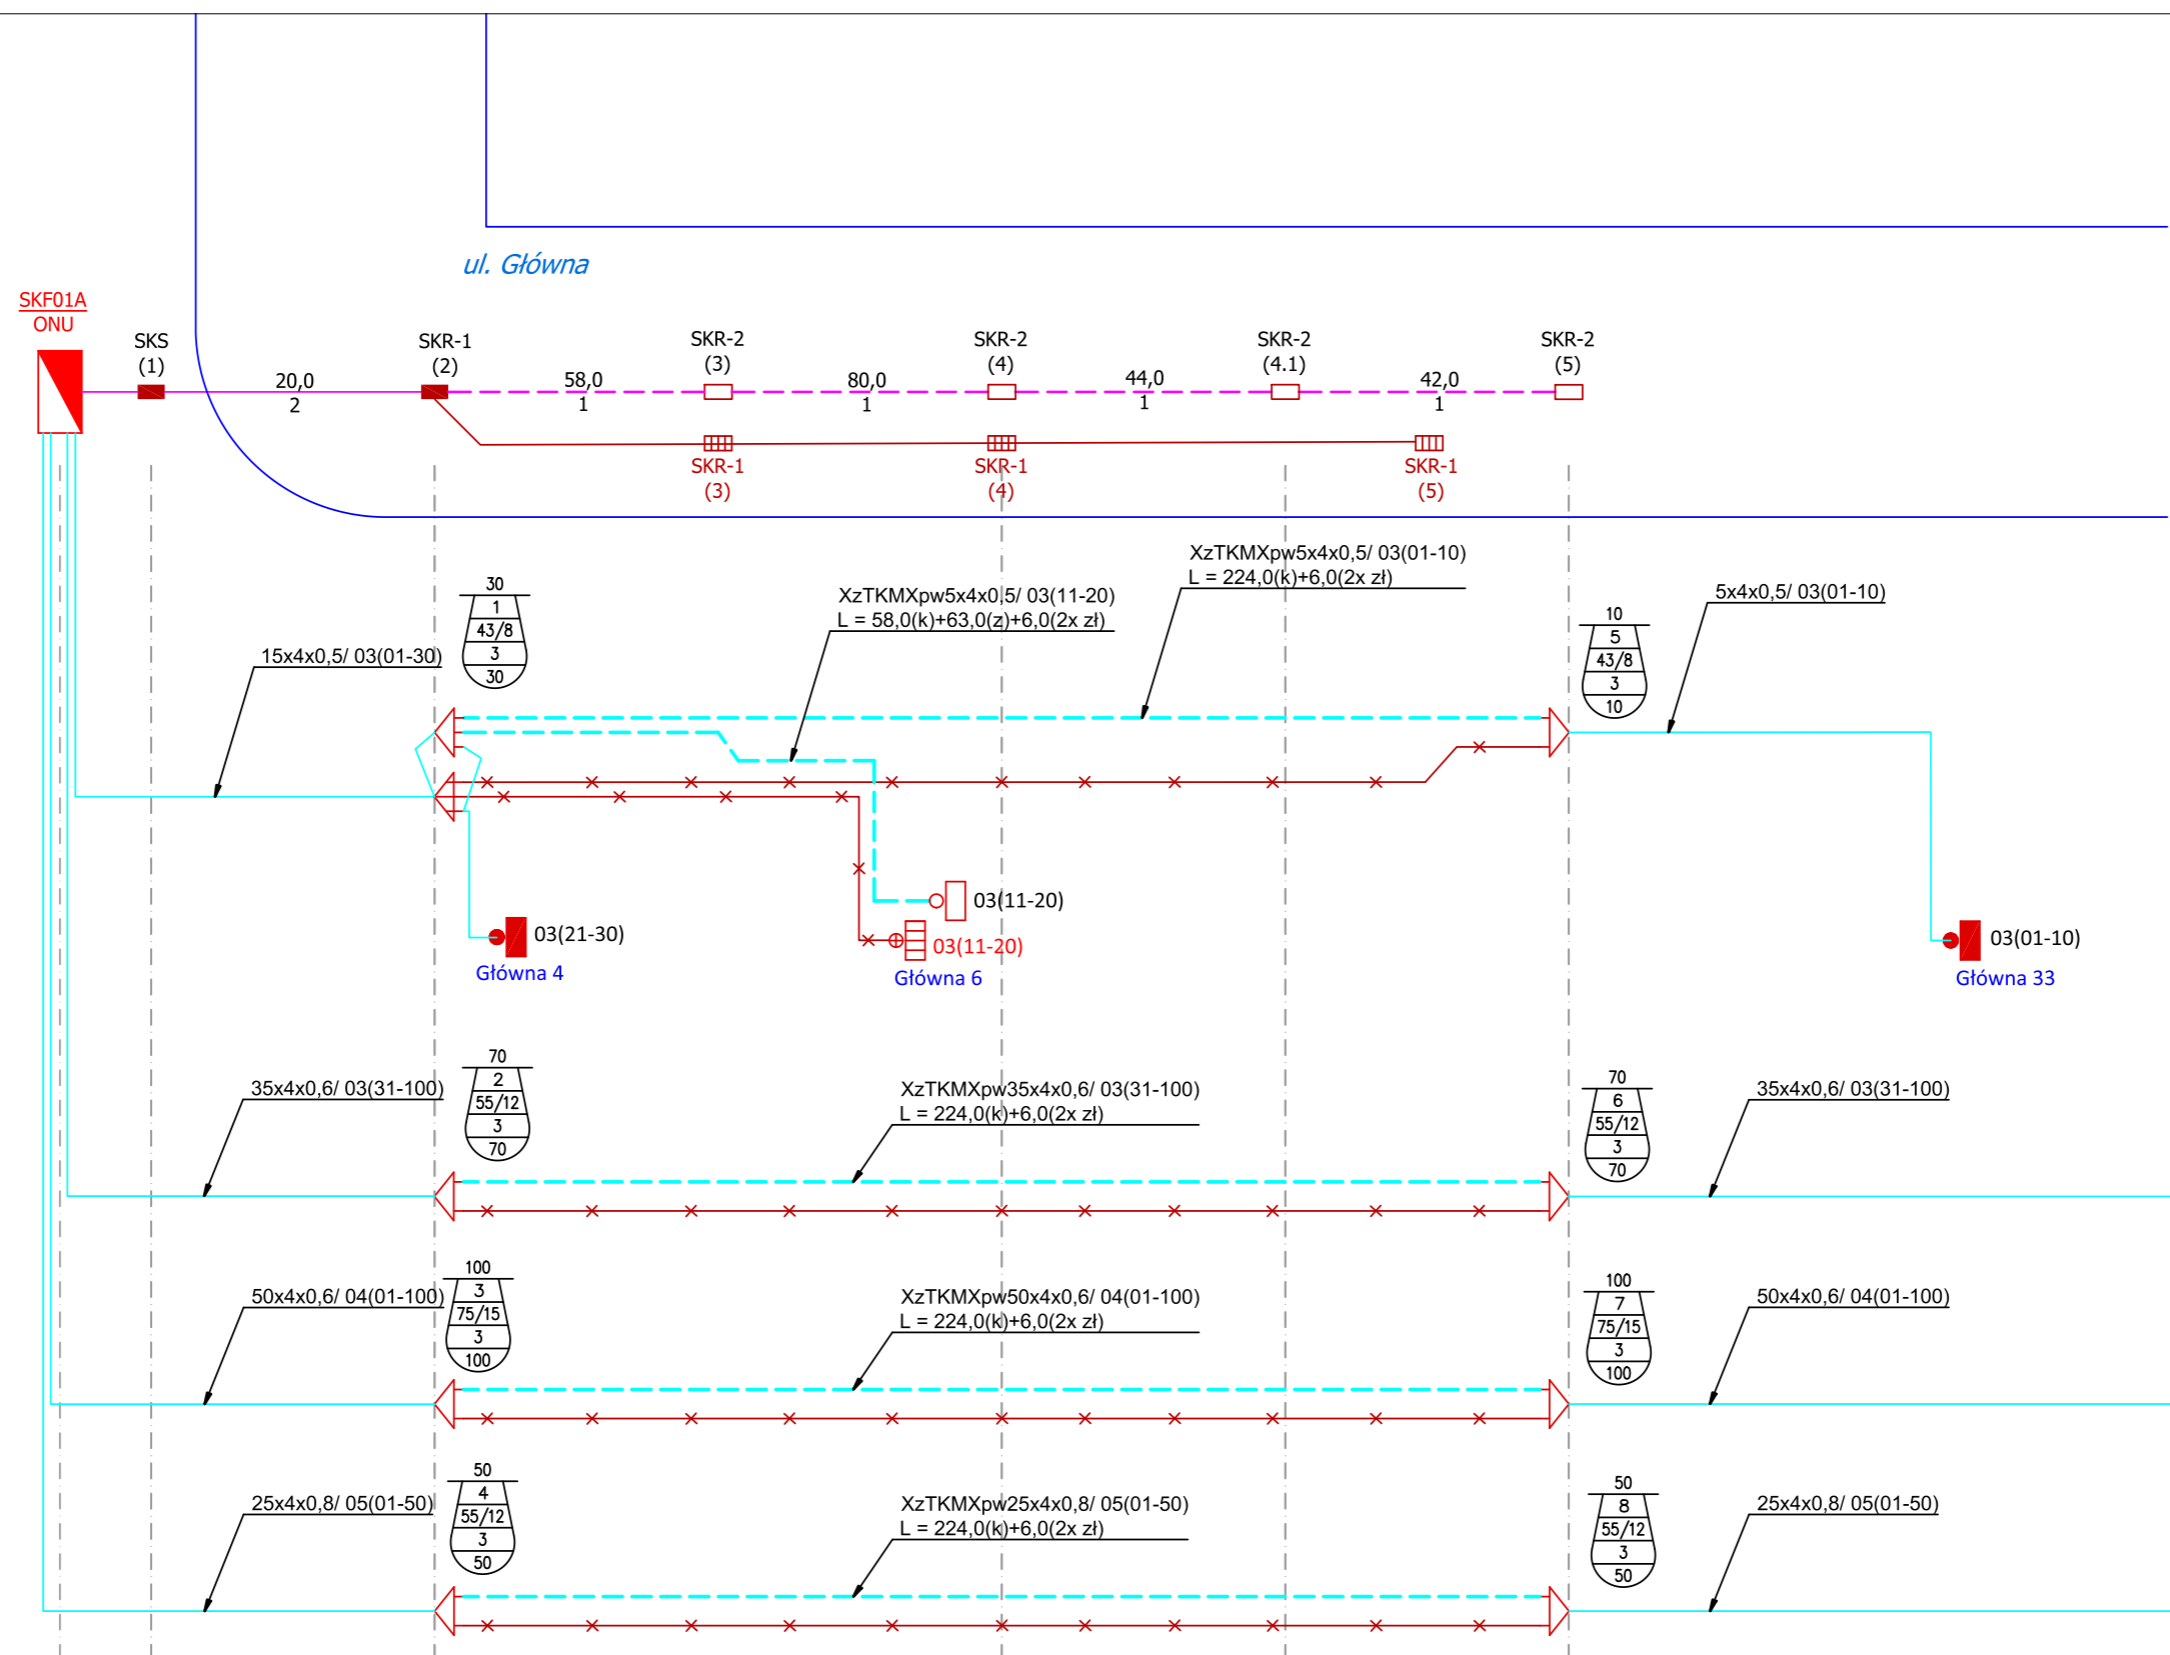 ul. Główna
SKF01A
ONU
SKS
(1)
20,0
2
SKR-1
(2)
58,0
1
SKR-2
(3)
80,0
1
SKR-2
(4)
44,0
1
SKR-2
(4.1)
42,0
1
SKR-2
(5)
SKR-1
(3)
SKR-1
(4)
SKR-1
(5)
15x4x0,5/ 03(01-30)
30
1
43/8
3
30
XzTKMXpw5x4x0,5/ 03(11-20)
L = 58,0(k)+63,0(z)+6,0(2x zł)
XzTKMXpw5x4x0,5/ 03(01-10)
L = 224,0(k)+6,0(2x zł)
10
5
43/8
3
10
5x4x0,5/ 03(01-10)
03(21-30)
Główna 4
03(11-20)
03(11-20)
Główna 6
03(01-10)
Główna 33
35x4x0,6/ 03(31-100)
70
2
55/12
3
70
XzTKMXpw35x4x0,6/ 03(31-100)
L = 224,0(k)+6,0(2x zł)
70
6
55/12
3
70
35x4x0,6/ 03(31-100)
50x4x0,6/ 04(01-100)
100
3
75/15
3
100
XzTKMXpw50x4x0,6/ 04(01-100)
L = 224,0(k)+6,0(2x zł)
100
7
75/15
3
100
50x4x0,6/ 04(01-100)
25x4x0,8/ 05(01-50)
50
4
55/12
3
50
XzTKMXpw25x4x0,8/ 05(01-50)
L = 224,0(k)+6,0(2x zł)
50
8
55/12
3
50
25x4x0,8/ 05(01-50)